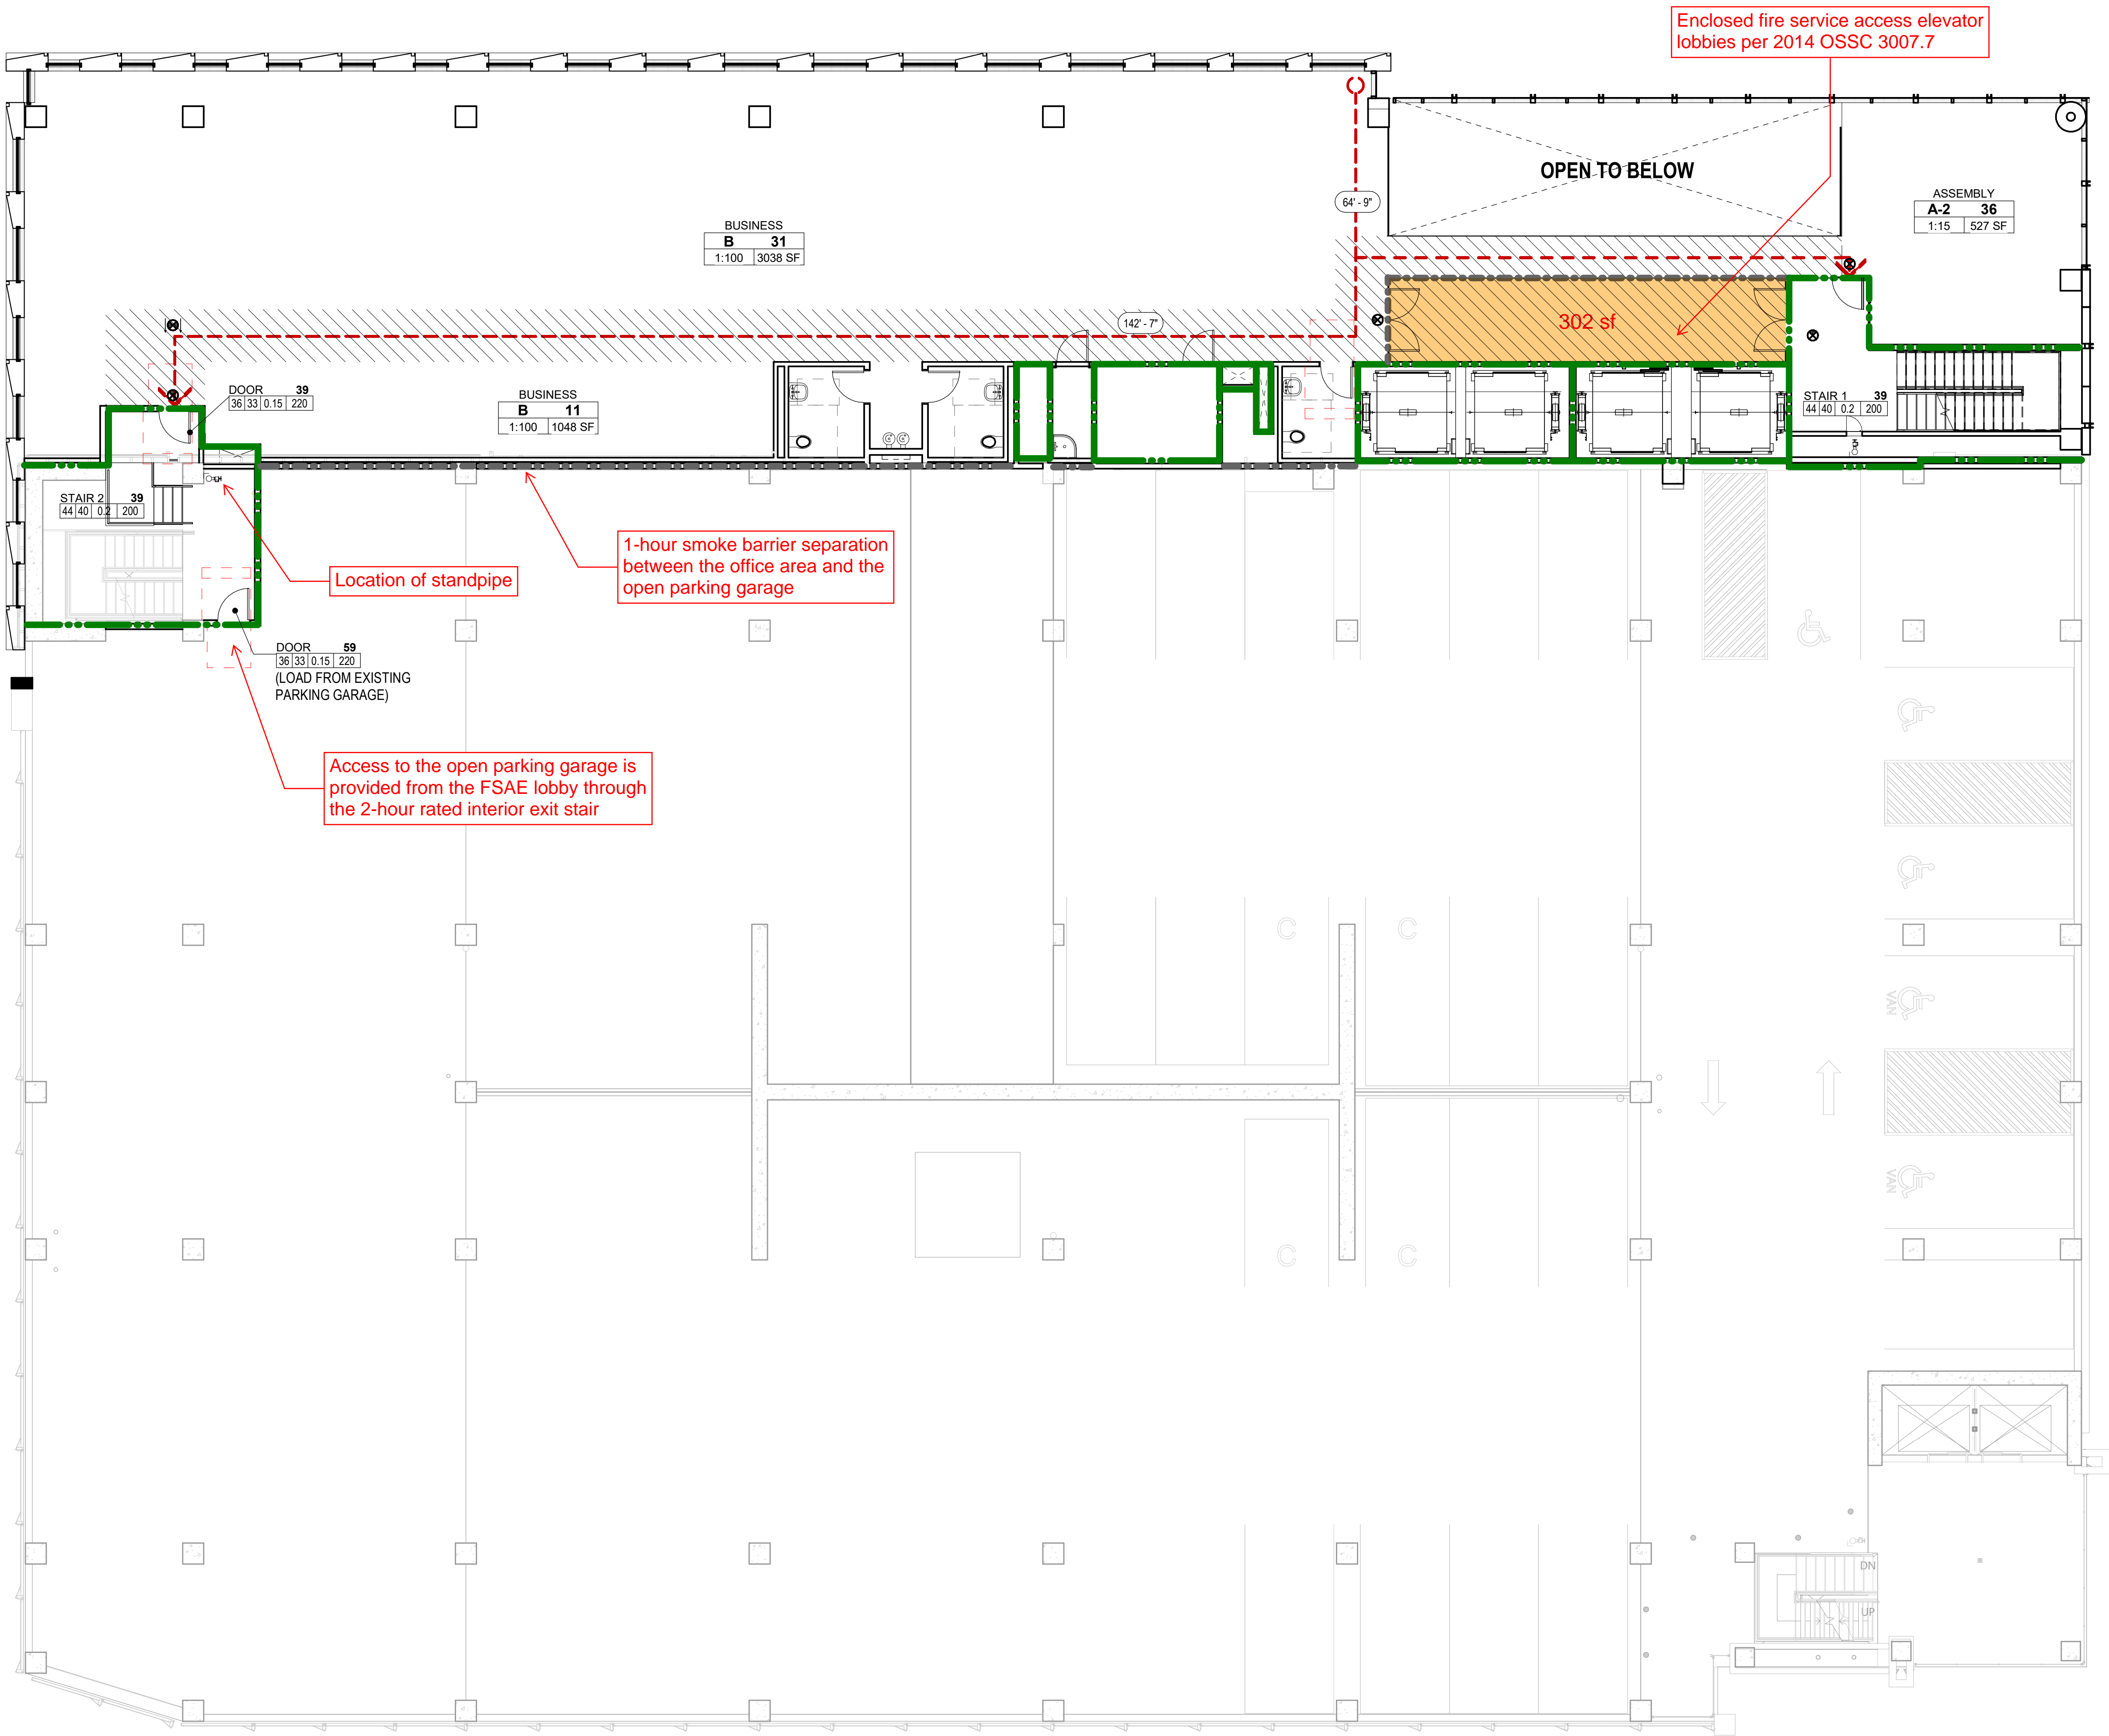 Enclosed fire service access elevator
lobbies per 2014 OSSC 3007.7
OPEN TO BELOW
ASSEMBLY
A-2 36
1:15 527 SF
64' - 9"
BUSINESS
B 31
1:100 3038 SF
302 sf
142' - 7"
DOOR 39
36 33 0.15 220
BUSINESS
B 11
1:100 1048 SF
STAIR 1 39
44 40 0.2 200
STAIR 2 39
44 40 0.2 200
1-hour smoke barrier separation
between the office area and the
open parking garage
Location of standpipe
DOOR 59
36 33 0.15 220
(LOAD FROM EXISTING
PARKING GARAGE)
Access to the open parking garage is
provided from the FSAE lobby through
the 2-hour rated interior exit stair
C
C
VAN
VAN
C
C
DN
UP